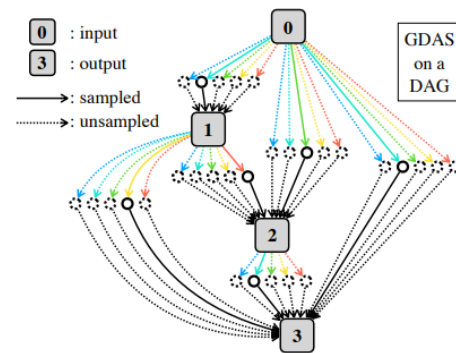 0 : input
3 : output
: sampled
: unsampled
0
GDAS
on a
DAG
1
2
3